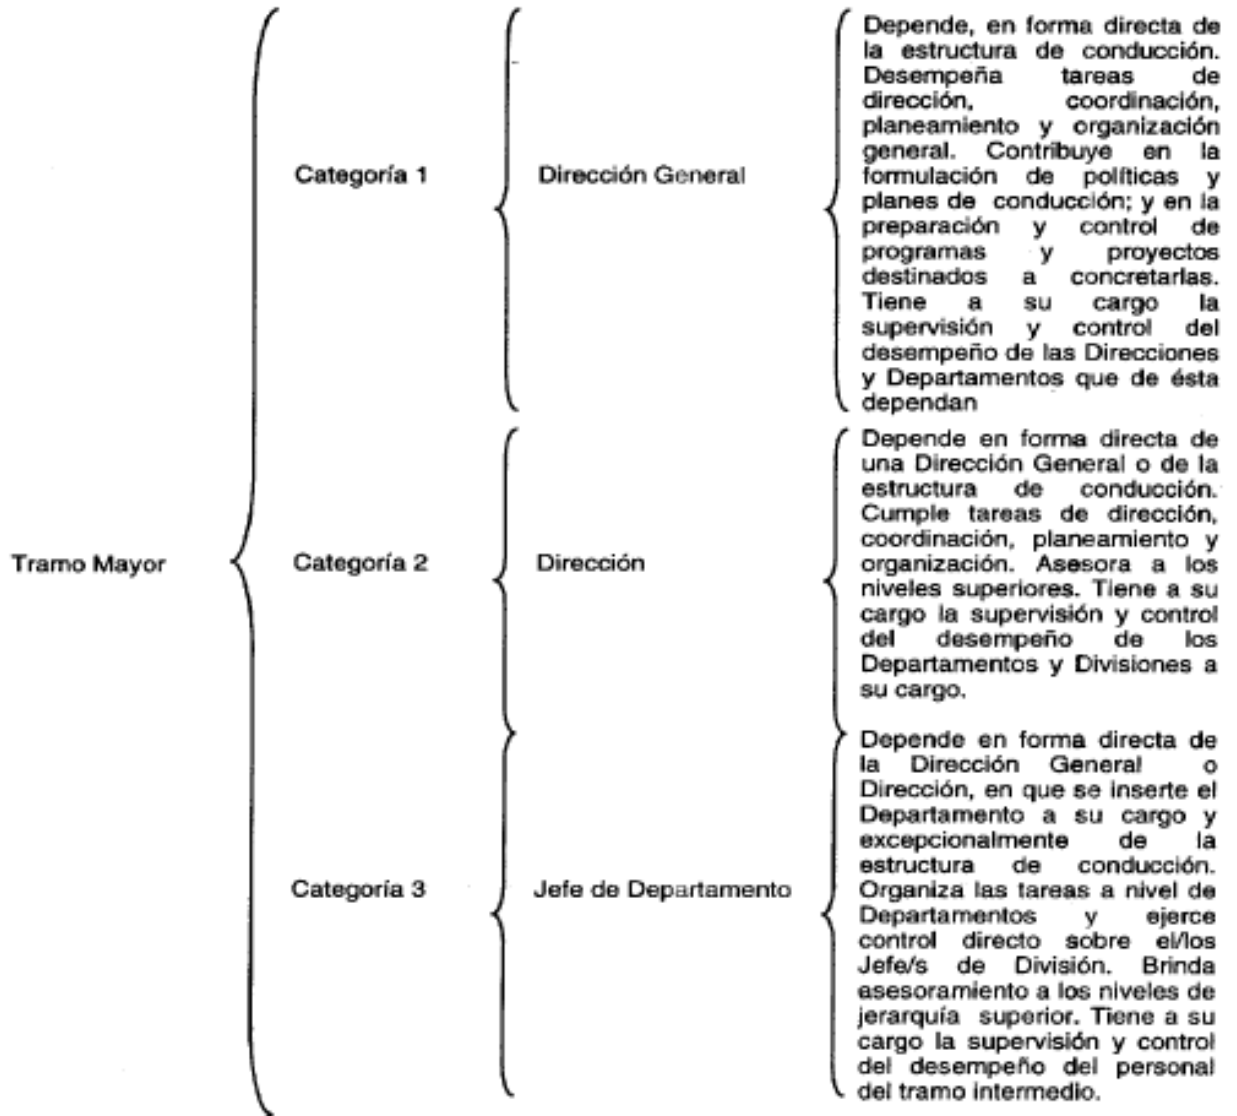 Tramo Mayor
Categoría 1
Dirección General
Depende, en forma directa de
la estructura de conducción.
Desempeña tareas de
dirección, coordinación,
planeamiento y organización
general. Contribuye en la
formulación de políticas y
planes de conducción; y en la
preparación y control de
programas y proyectos
destinados a concretarlas.
Tiene a su cargo la
supervisión y control del
desempeño de las Direcciones
y Departamentos que de ésta
dependan
Categoría 2
Dirección
Depende en forma directa de
una Dirección General o de la
estructura de conducción.
Cumple tareas de dirección,
coordinación, planeamiento y
organización. Asesora a los
niveles superiores. Tiene a su
cargo la supervisión y control
del desempeño de los
Departamentos y Divisiones a
su cargo.
Categoría 3
Jefe de Departamento
Depende en forma directa de
la Dirección General o
Dirección, en que se inserte el
Departamento a su cargo y
excepcionalmente de la
estructura de conducción.
Organiza las tareas a nivel de
Departamentos y ejerce
control directo sobre el/los
Jefe/s de División. Brinda
asesoramiento a los niveles de
jerarquía superior. Tiene a su
cargo la supervisión y control
del desempeño del personal
del tramo intermedio.